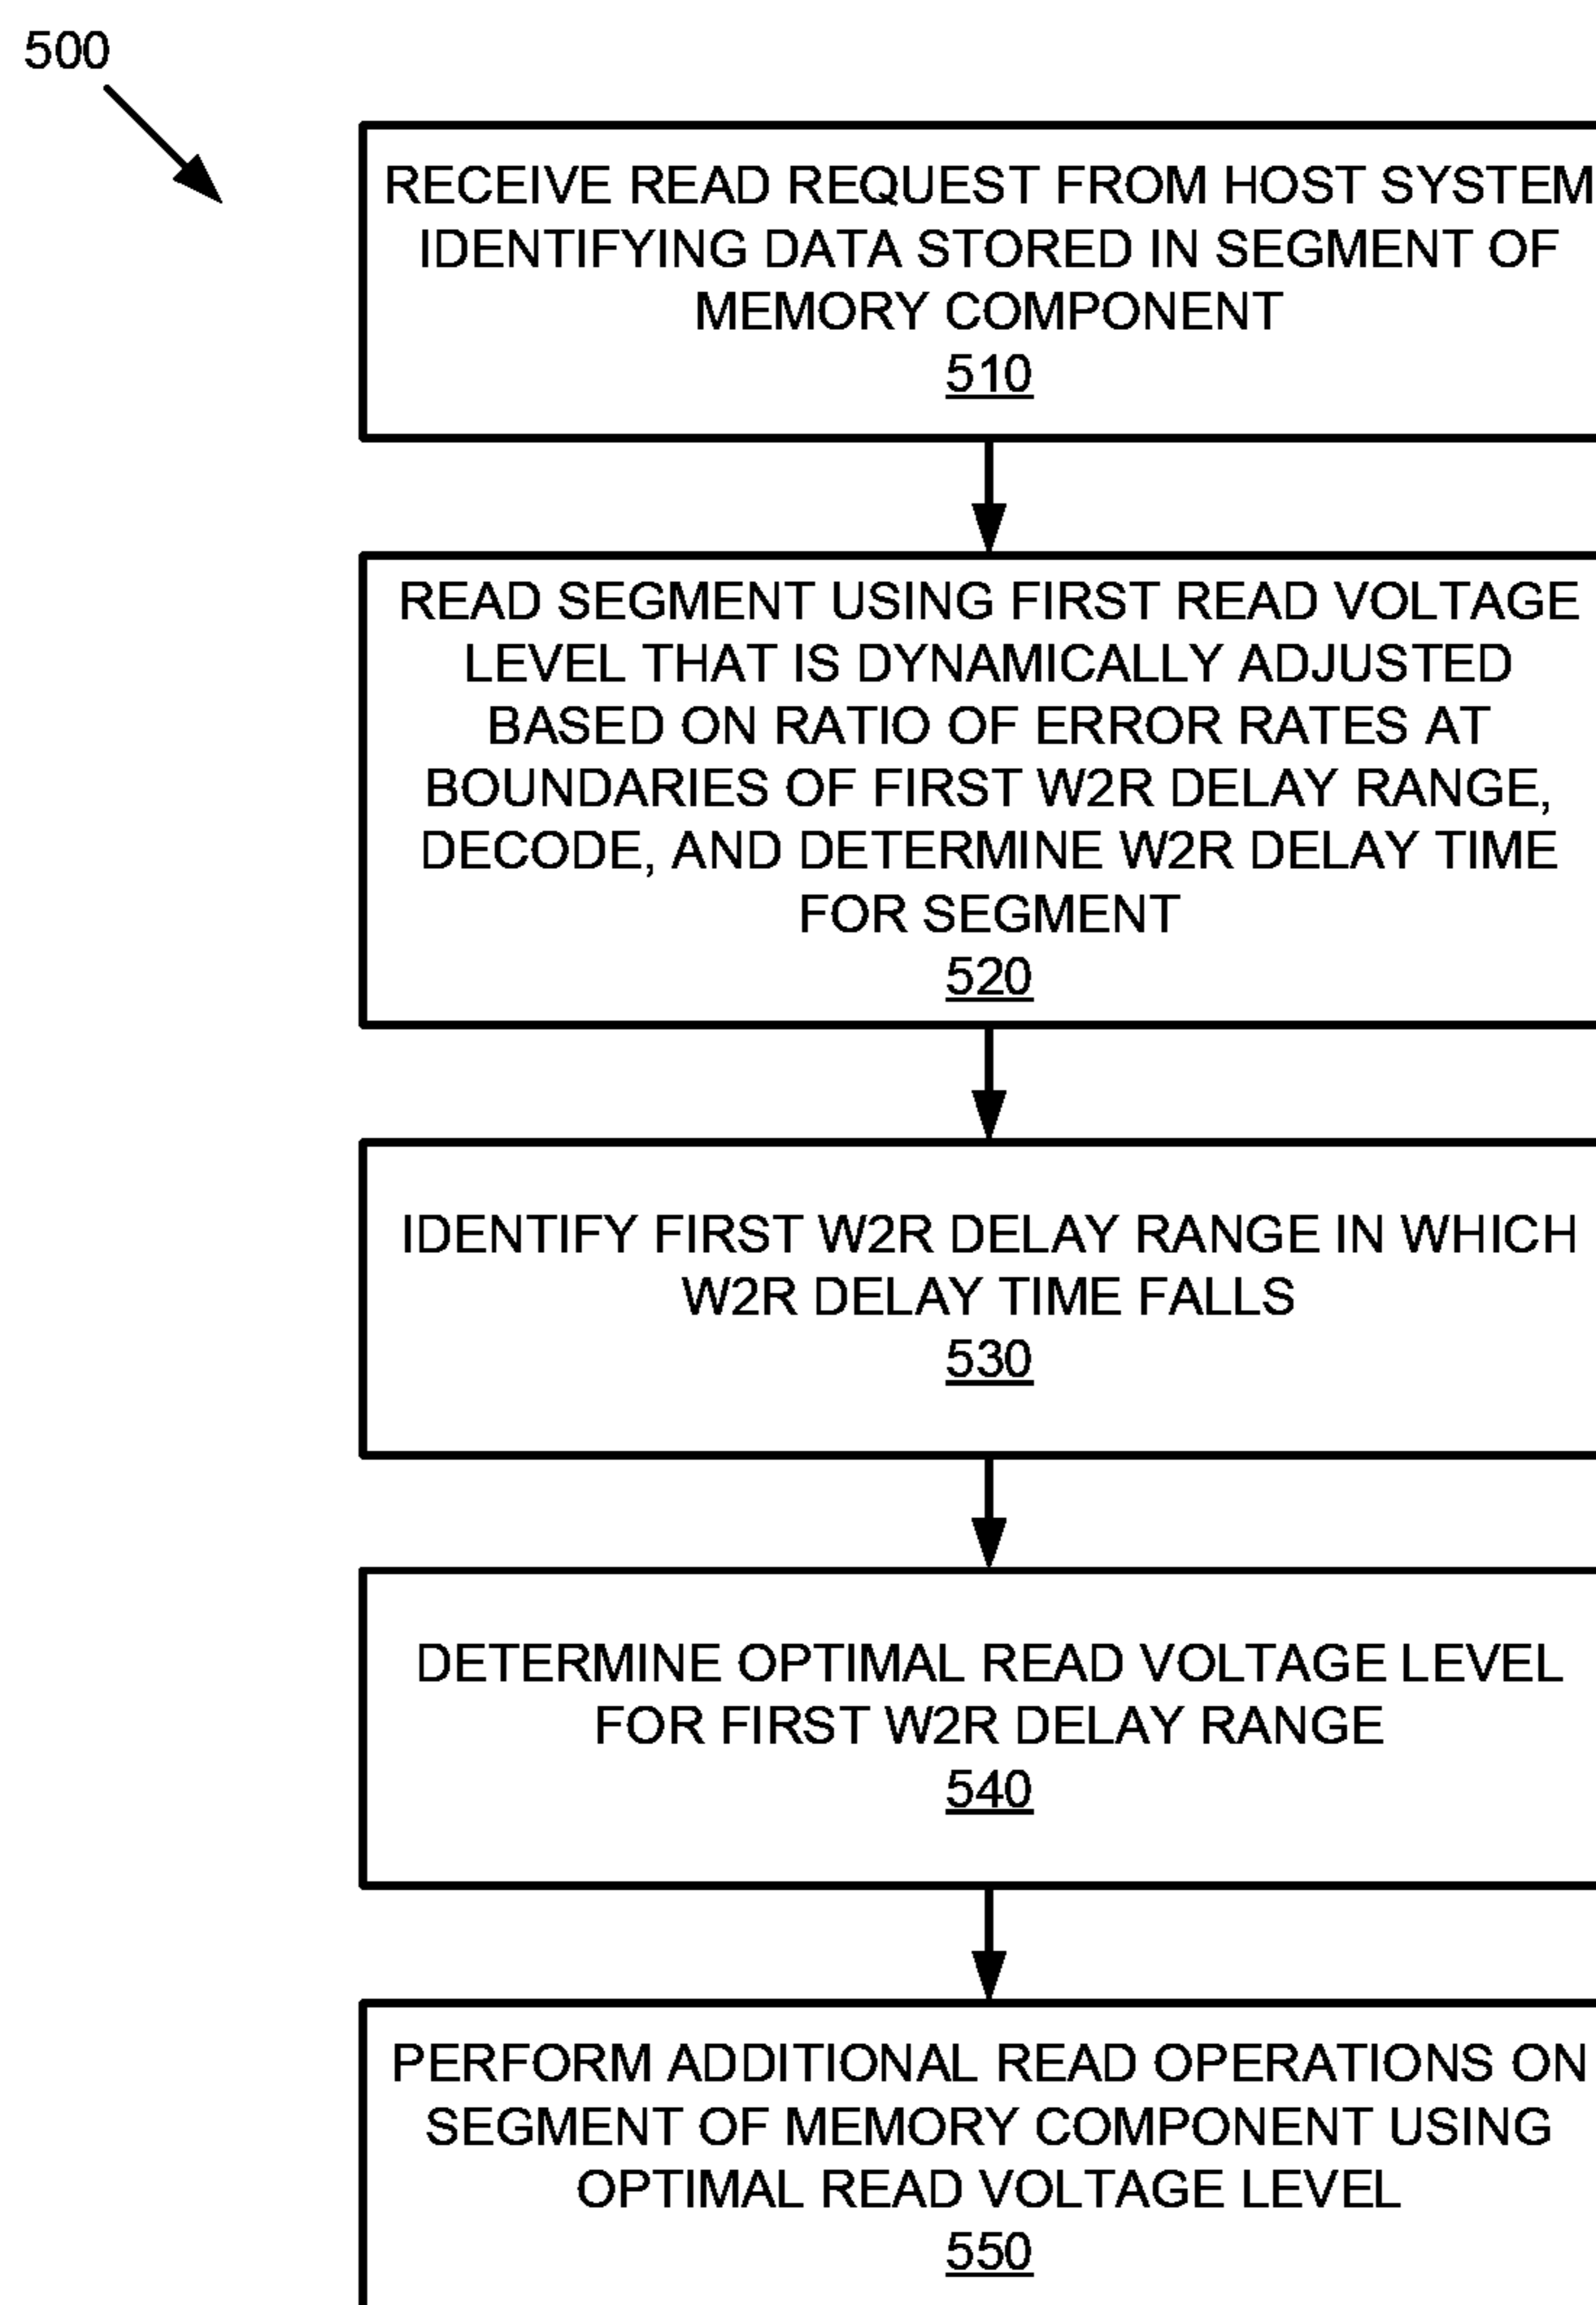 500
RECEIVE READ REQUEST FROM HOST SYSTEM
IDENTIFYING DATA STORED IN SEGMENT OF
MEMORY COMPONENT
510
READ SEGMENT USING FIRST READ VOLTAGE
LEVEL THAT IS DYNAMICALLY ADJUSTED
BASED ON RATIO OF ERROR RATES AT
BOUNDARIES OF FIRST W2R DELAY RANGE,
DECODE, AND DETERMINE W2R DELAY TIME
FOR SEGMENT
520
IDENTIFY FIRST W2R DELAY RANGE IN WHICH
W2R DELAY TIME FALLS
530
DETERMINE OPTIMAL READ VOLTAGE LEVEL
FOR FIRST W2R DELAY RANGE
540
PERFORM ADDITIONAL READ OPERATIONS ON
SEGMENT OF MEMORY COMPONENT USING
OPTIMAL READ VOLTAGE LEVEL
550